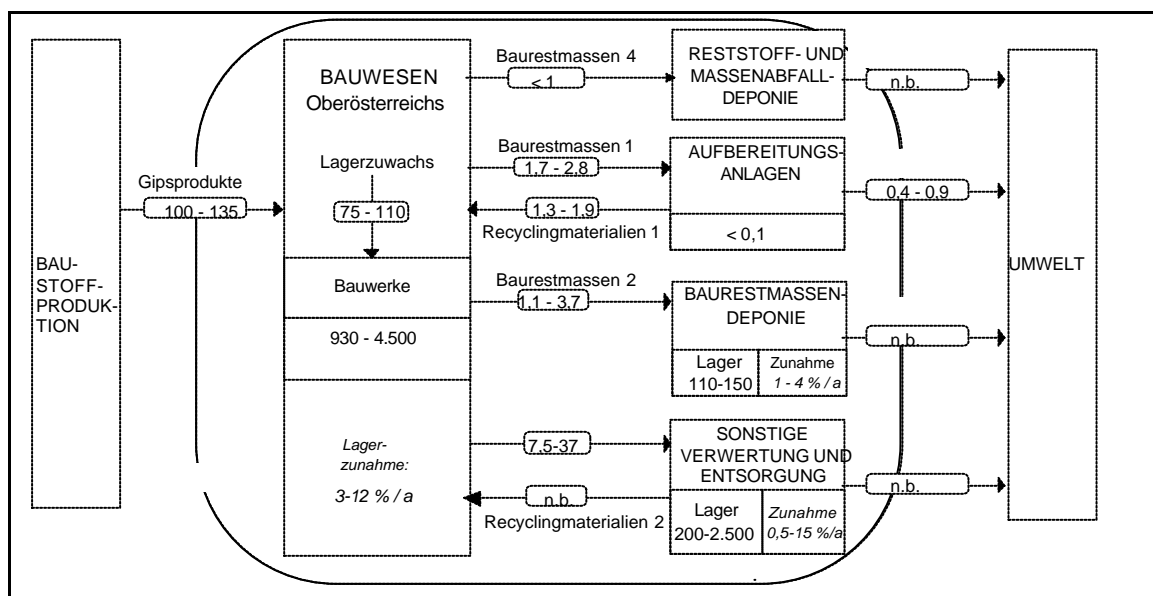 BAU-
STOFF-
PRODUK-
TION
Gipsprodukte
100 - 135
BAUWESEN
Oberösterreichs
Lagerzuwachs
75 - 110
Bauwerke
930 - 4.500
Lager-
zunahme:
3-12 % / a
Baurestmassen 4
< 1
Baurestmassen 1
1,7 - 2,8
1,3 - 1,9
Recyclingmaterialien 1
Baurestmassen 2
1,1 - 3,7
7,5-37
n.b.
Recyclingmaterialien 2
RESTSTOFF- UND
MASSENABFALL-
DEPONIE
AUFBEREITUNGS-
ANLAGEN
< 0,1
BAURESTMASSEN-
DEPONIE
Lager
110-150
Zunahme
1 - 4 % / a
SONSTIGE
VERWERTUNG UND
ENTSORGUNG
Lager
200-2.500
Zunahme
0,5-15 %/a
n.b.
0,4 - 0,9
n.b.
n.b.
UMWELT